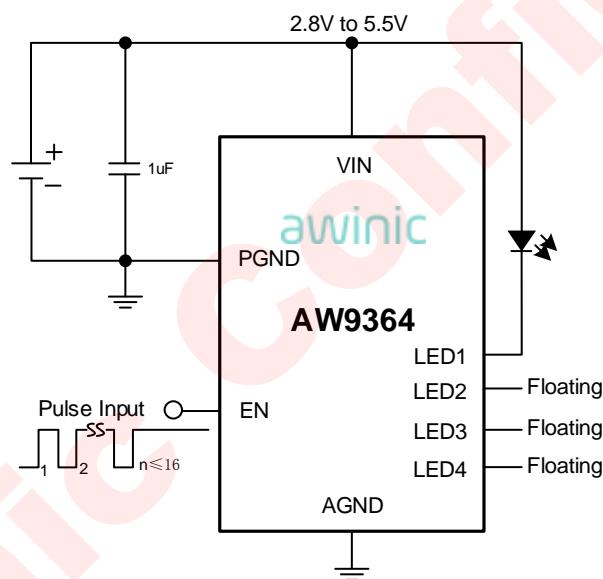 2.8V to 5.5V
+
−
1uF
VIN
awinic
PGND
AW9364
LED1
LED2
Floating
Pulse Input
EN
LED3
Floating
1
2
n≤16
LED4
Floating
AGND